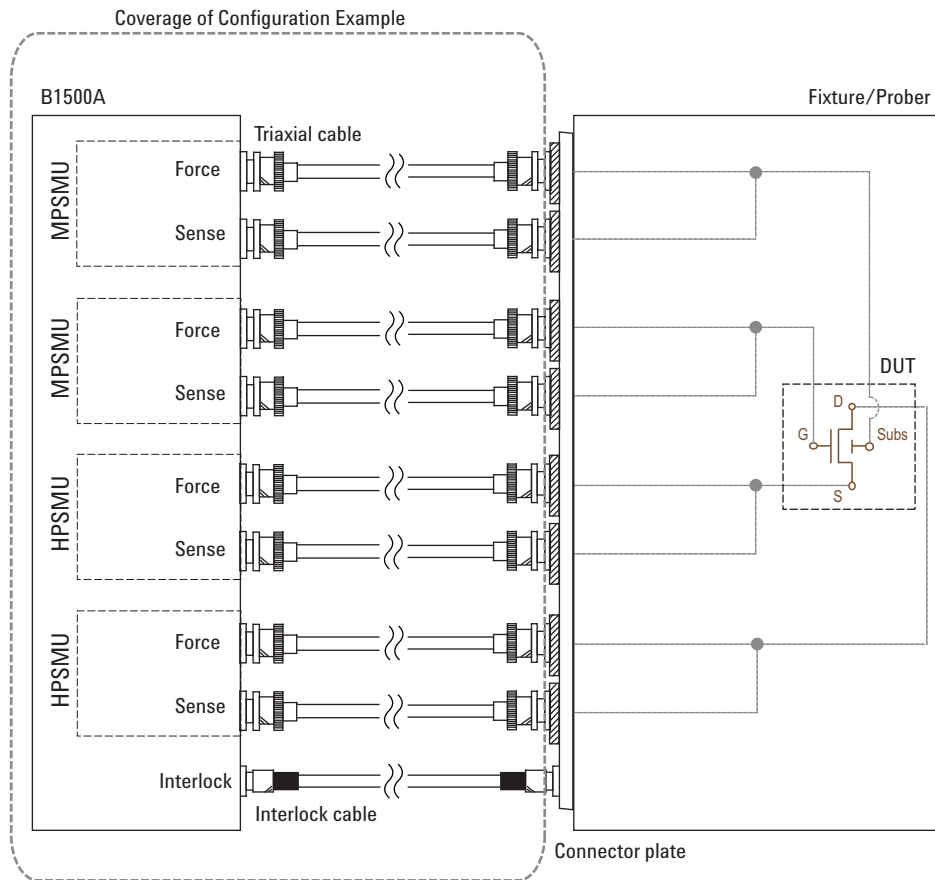 Coverage of Configuration Example
B1500A
Fixture/Prober
Triaxial cable
MPSMU
Force
Sense
MPSMU
Force
Sense
DUT
D
G
Subs
S
HPSMU
Force
Sense
HPSMU
Force
Sense
Interlock
Interlock cable
Connector plate